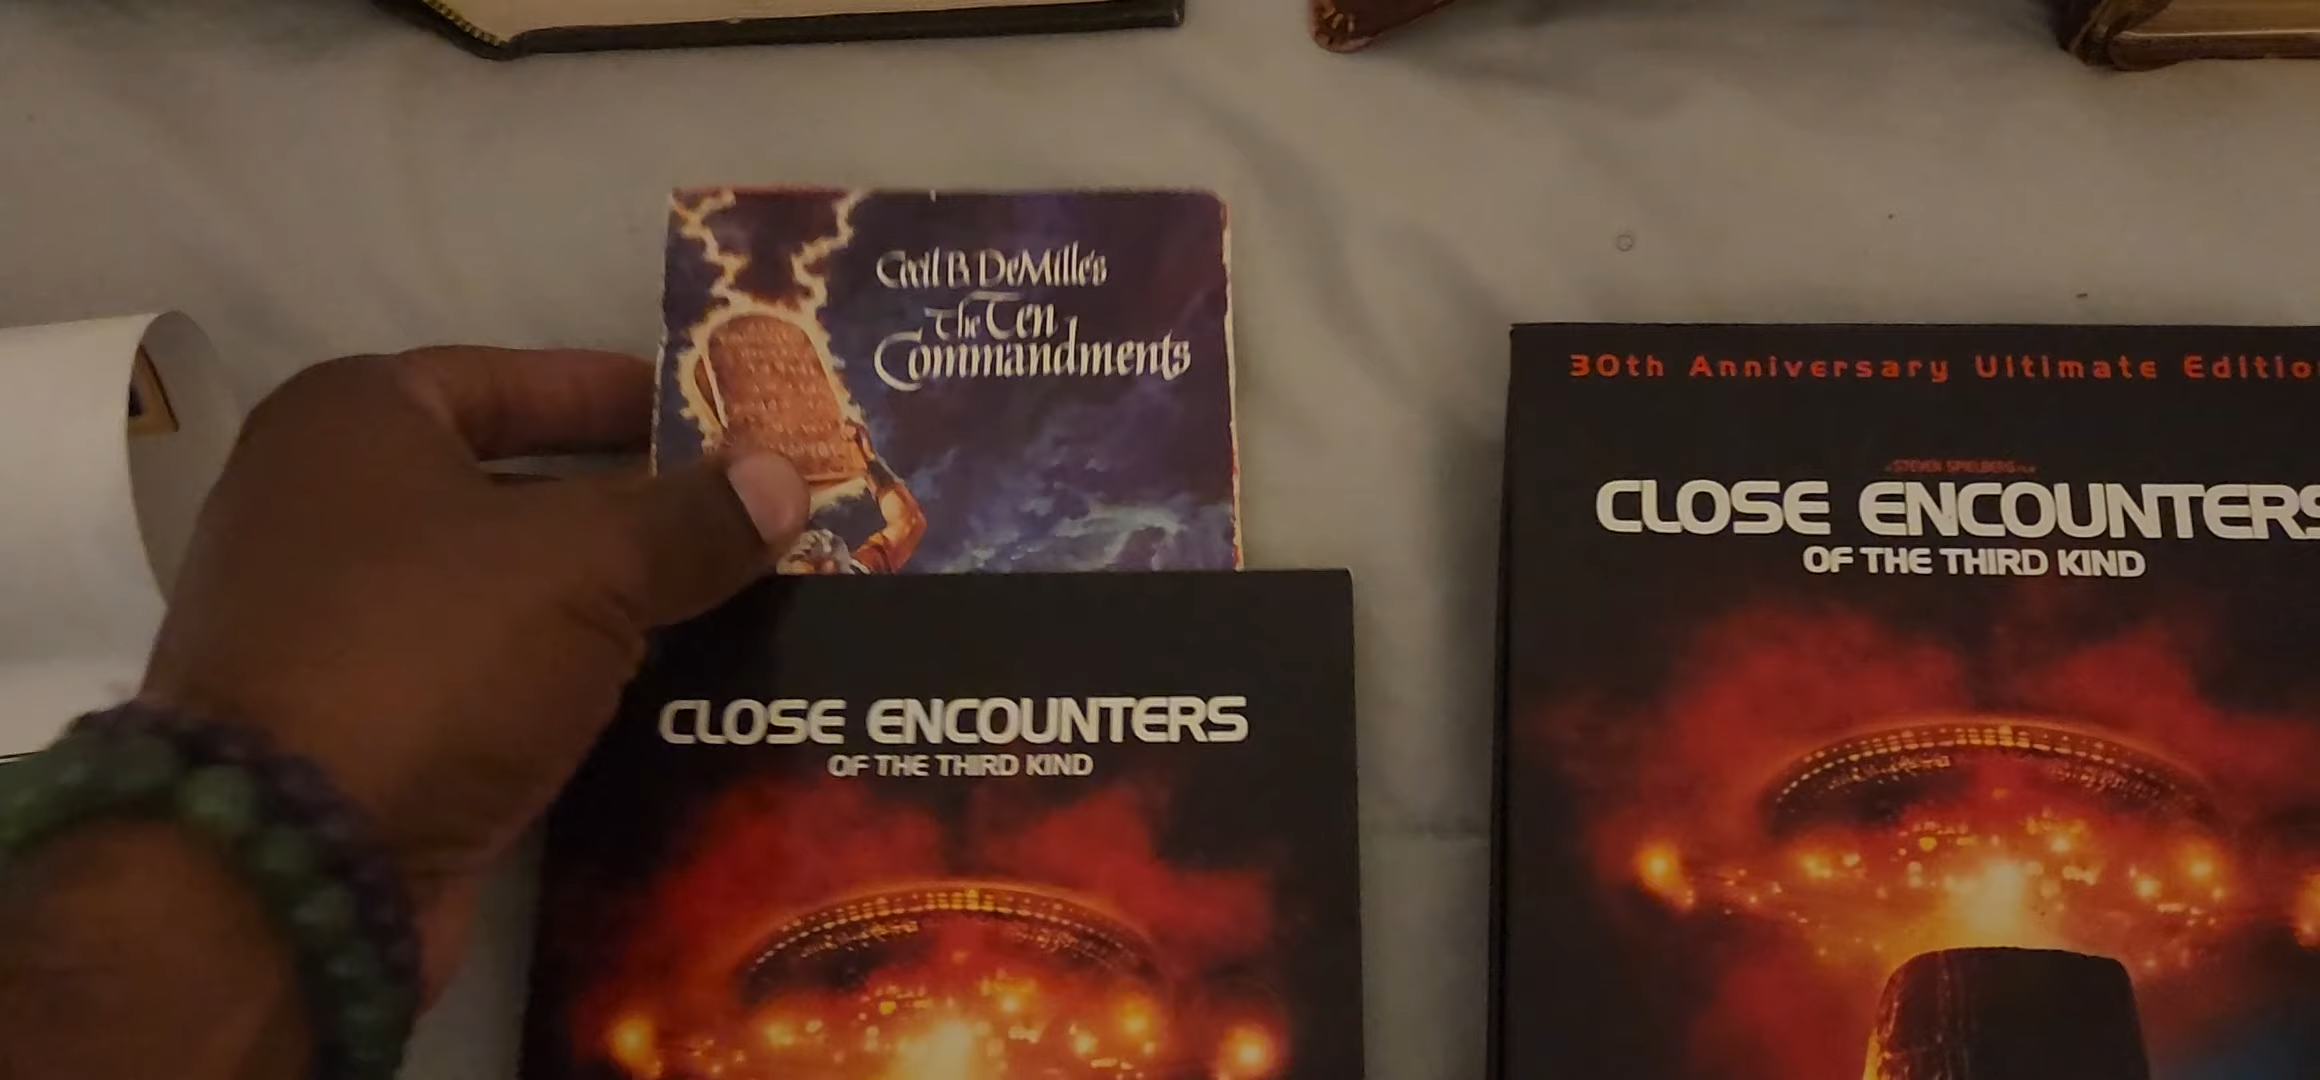 Cecil B. DeMille's
The Ten
Commandments
30th Anniversary Ultimate
CLOSE ENCOUNTERS
OF THE THIRD KIND
CLOSE ENCOUNTERS
OF THE THIRD KIND